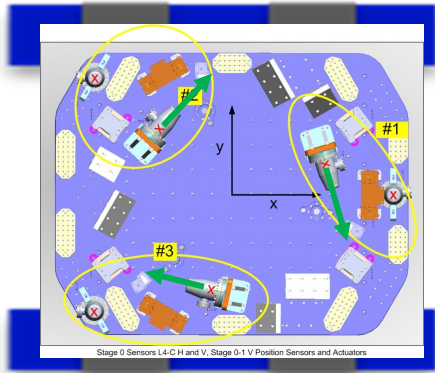 #1
#2
y
x
#3
X
X
X
X
X
X
Stage 0 Sensors L4-C H and V, Stage 0-1 V Position Sensors and Actuators